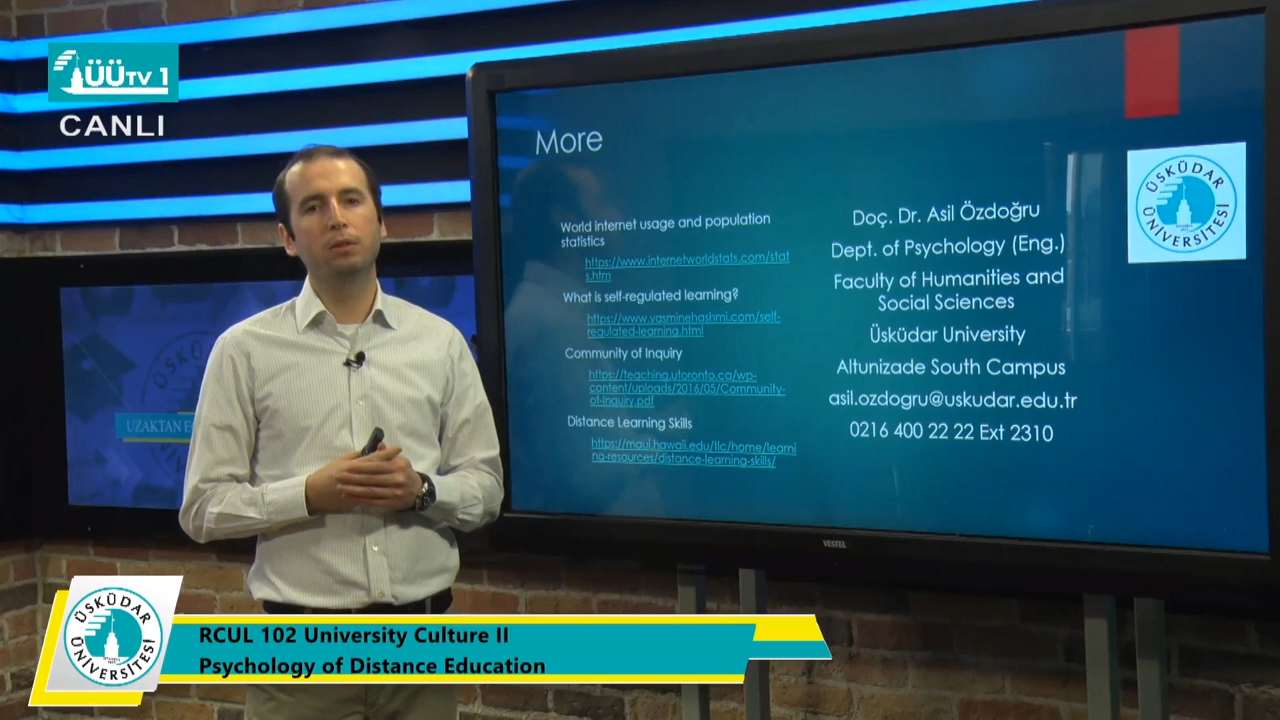 ÜÜTV 1
CANLI
More
World internet usage and population
statistics
https://www.internetworldstats.com/stat
s.htm
What is self-regulated learning?
https://www.yasminehashmi.com/self-
regulated-learning.html
Community of Inquiry
https://teaching.utoronto.ca/wp-
content/uploads/2016/05/Community-
of-Inquiry.pdf
Distance Learning Skills
https://maui.hawaii.edu/tlc/home/learni
ng-resources/distance-learning-skills/
Doç. Dr. Asil Özdoğru
Dept. of Psychology (Eng.)
Faculty of Humanities and
Social Sciences
Üsküdar University
Altunizade South Campus
asil.ozdogru@uskudar.edu.tr
0216 400 22 22 Ext 2310
ÜSKÜDAR
ÜNİVERSİTESİ
UZAKTAN
VESTEL
ÜSKÜDAR
ÜNİVERSİTESİ
RCUL 102 University Culture II
Psychology of Distance Education